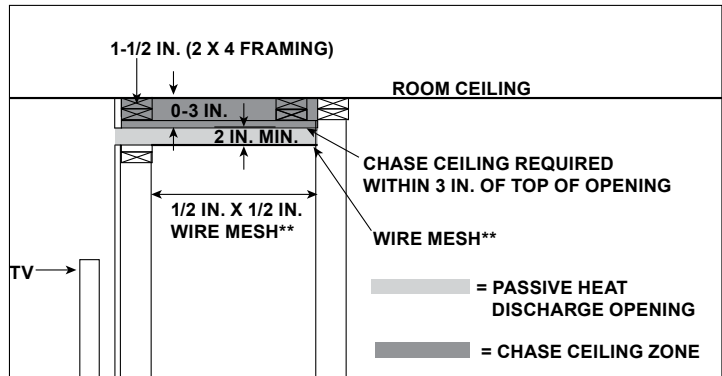 1-1/2 IN. (2 X 4 FRAMING)
ROOM CEILING
0-3 IN.
2 IN. MIN.
CHASE CEILING REQUIRED
WITHIN 3 IN. OF TOP OF OPENING
1/2 IN. X 1/2 IN.
WIRE MESH**
WIRE MESH**
TV
= PASSIVE HEAT
DISCHARGE OPENING
= CHASE CEILING ZONE